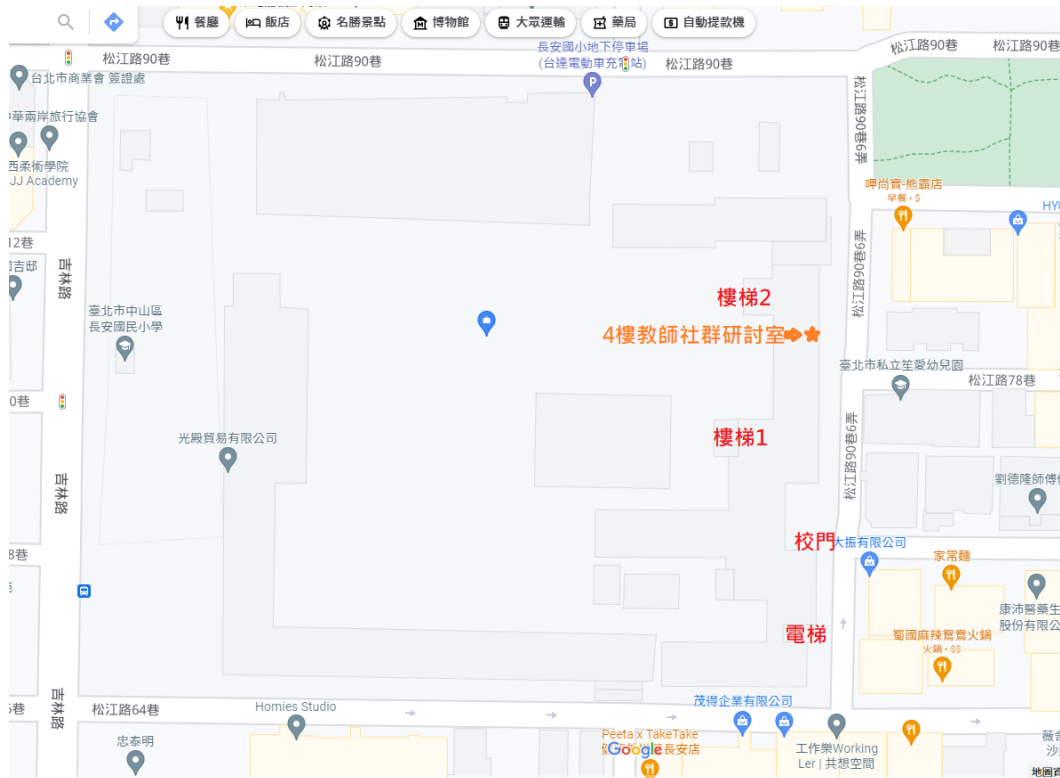 餐廳
飯店
名勝景點
博物館
大眾運輸
藥局
自動提款機
長安國小地下停車場
(台達電動車充電站)
松江路90巷
松江路90巷
松江路90巷
松江路90巷
松江路90巷
台北市商業會 簽證處
中華兩岸旅行協會
西柔術學院
JJ Academy
松江路90巷6弄
呷尚寶-熊霸店
早餐・$
HYU
12巷
吉林路
松江路90巷6弄
樓梯2
臺北市中山區
長安國民小學
4樓教師社群研討室
臺北市私立笙愛幼兒園
松江路78巷
0巷
光殿貿易有限公司
樓梯1
松江路90巷6弄
吉林路
劉德隆師傅
校門
大振有限公司
8巷
家常麵
康沛醫藥生
股份有限公
電梯
蜀國麻辣鴛鴦火鍋
火鍋・$$
吉林路
松江路64巷
Homies Studio
茂得企業有限公司
忠泰明
Peeta x TakeTake
長安店
Google
工作樂Working
Ler | 共想空間
地圖資